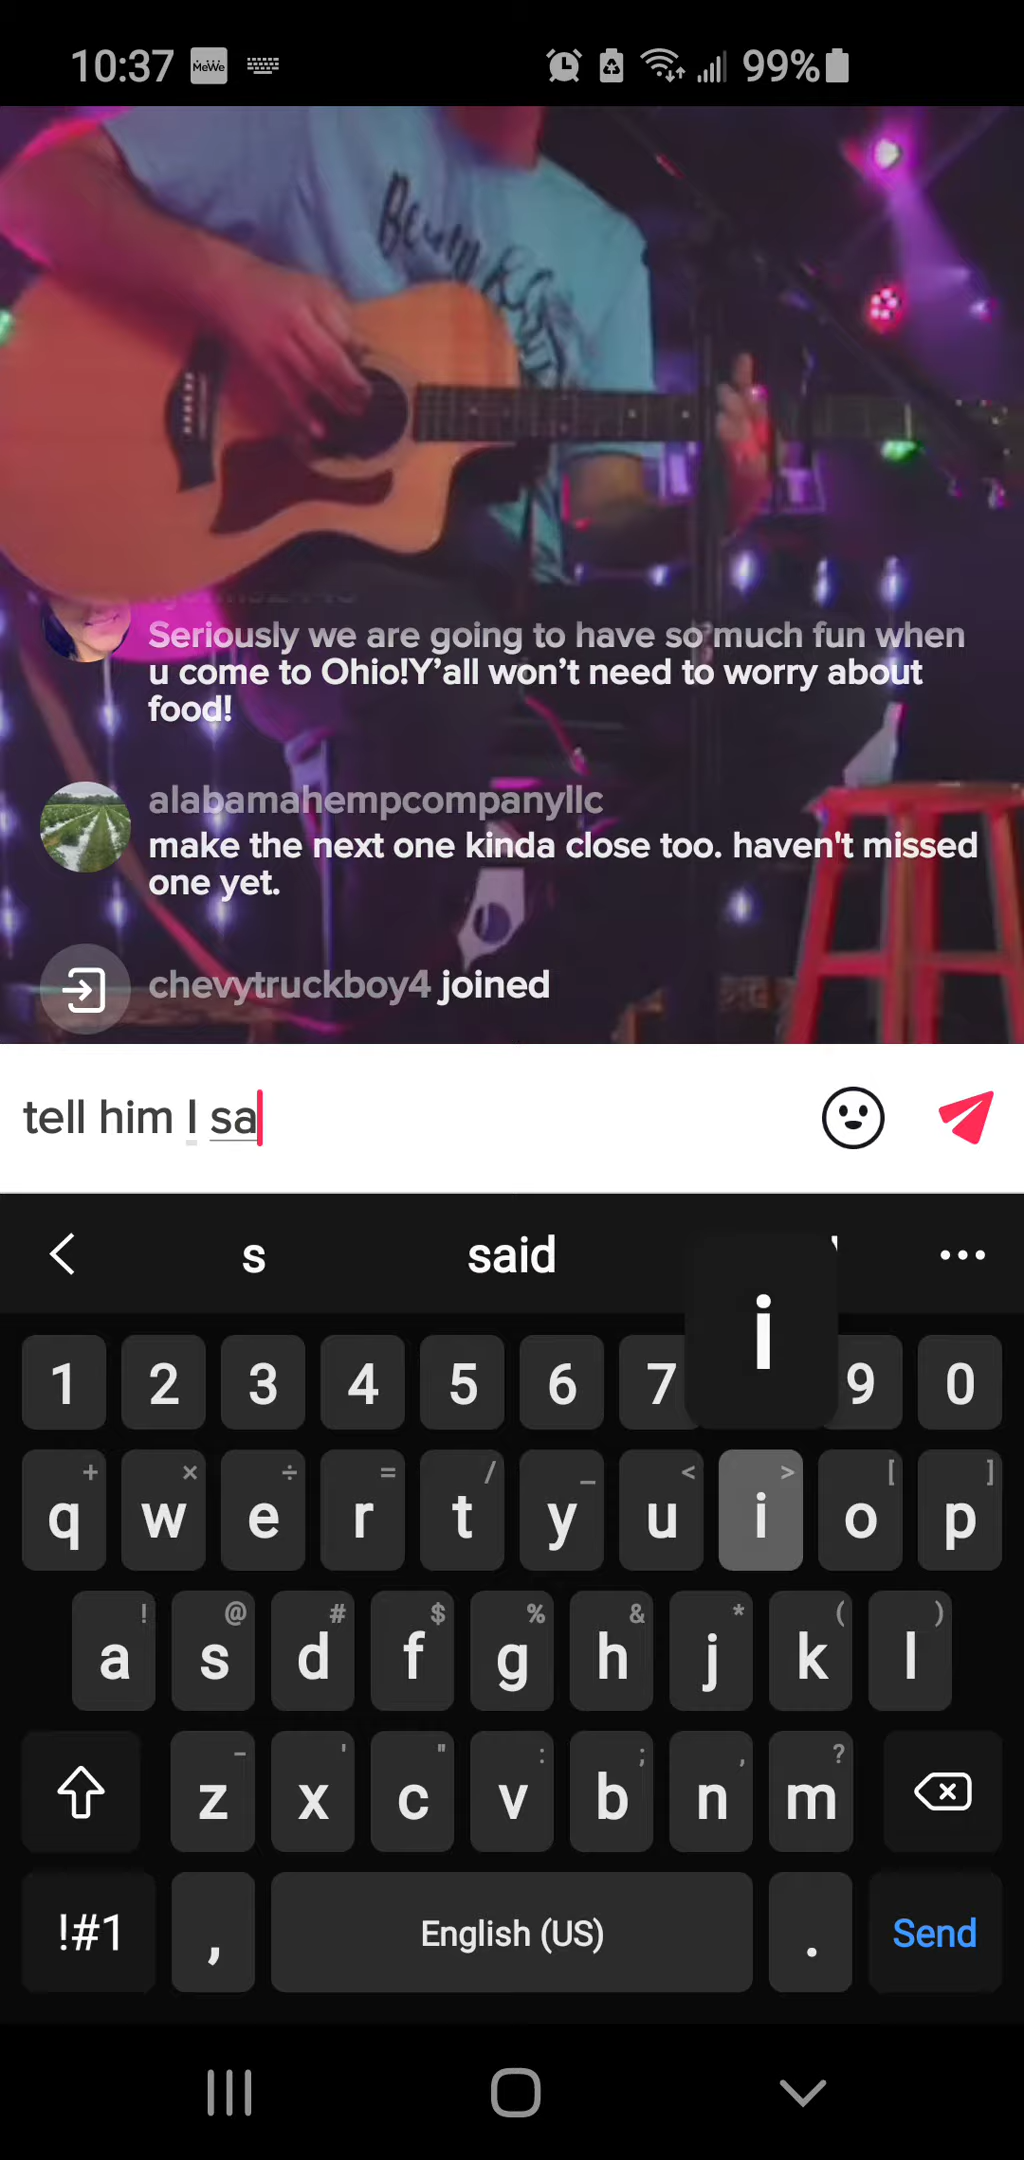 10:37 MeWe 99%
Seriously we are going to have so much fun when
u come to Ohio!Y'all won't need to worry about
food!
alabamahempcompanyllc
make the next one kinda close too. haven't missed
one yet.
chevytruckboy4 joined
tell him I sa
s said
i
1 2 3 4 5 6 7 9 0
+ × ÷ = / _ < > [ ]
q w e r t y u i o p
! @ # $ % & * ( )
a s d f g h j k l
- ' " : ; , ?
z x c v b n m
!#1 , English (US) . Send